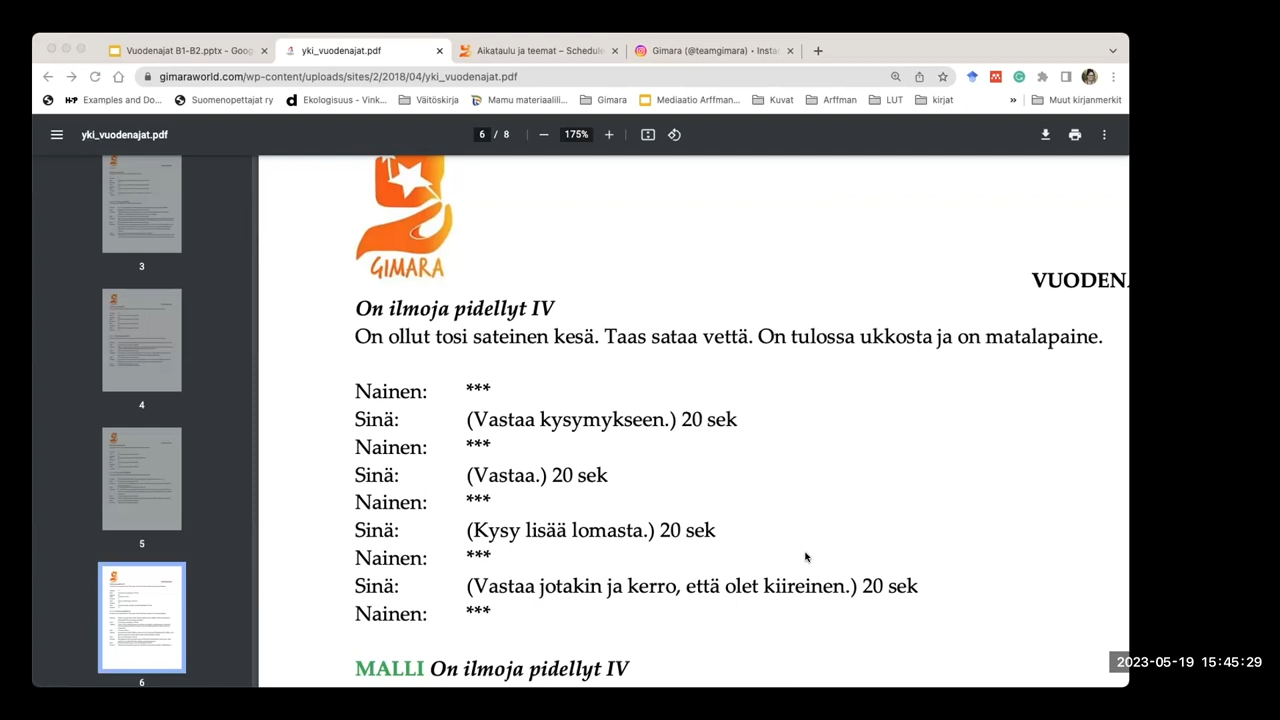 Vuodenajat B1-B2.pptx - Goog
yki_vuodenajat.pdf
Aikataulu ja teemat – Schedule
Gimara (@teamgimara) • Insta
gimaraworld.com/wp-content/uploads/sites/2/2018/04/yki_vuodenajat.pdf
Examples and Do...
Suomenopettajat ry
Ekologisuus - Vink...
Väitöskirja
Mamu materiaalili...
Gimara
Mediaatio Arffman...
Kuvat
Arffman
LUT
kirjat
»
Muut kirjanmerkit
yki_vuodenajat.pdf
6 / 8
175%
3
4
5
6
GIMARA
VUODENA
On ilmoja pidellyt IV
On ollut tosi sateinen kesä. Taas sataa vettä. On tulossa ukkosta ja on matalapaine.
Nainen: ***
Sinä: (Vastaa kysymykseen.) 20 sek
Nainen: ***
Sinä: (Vastaa.) 20 sek
Nainen: ***
Sinä: (Kysy lisää lomasta.) 20 sek
Nainen: ***
Sinä: (Vastaa jotakin ja kerro, että olet kiireinen.) 20 sek
Nainen: ***
MALLI On ilmoja pidellyt IV
2023-05-19 15:45:29